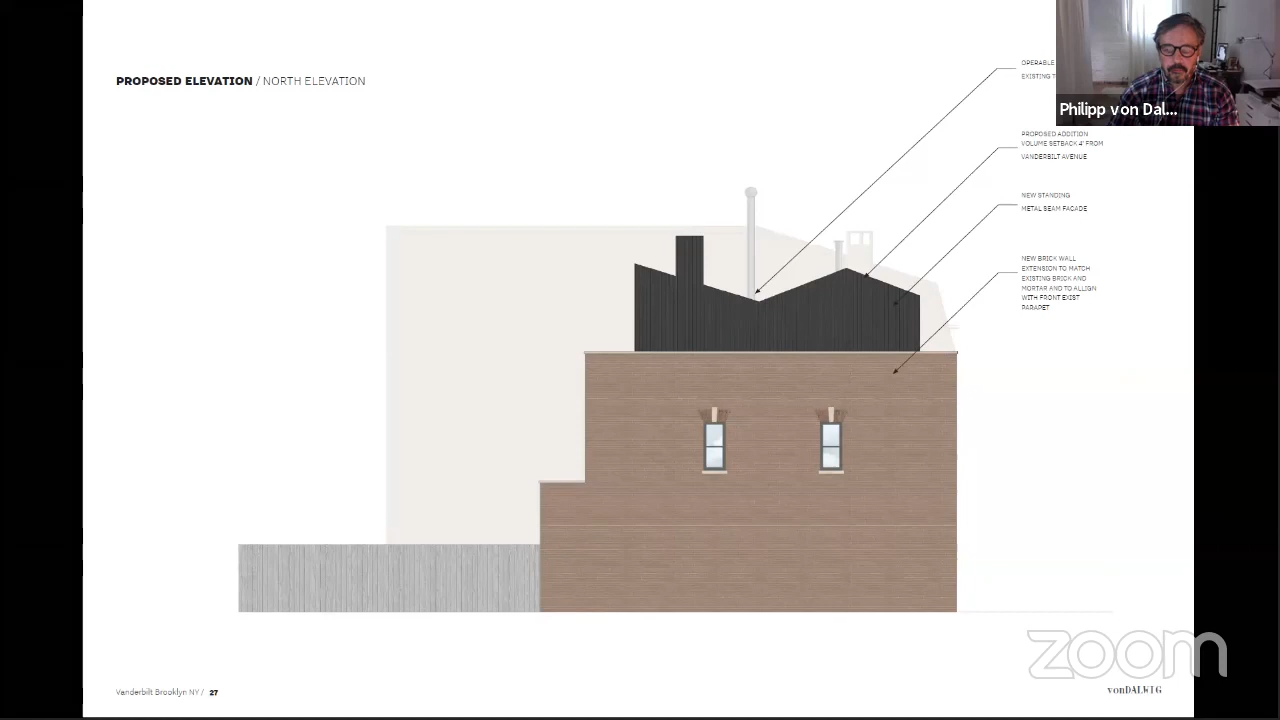 PROPOSED ELEVATION / NORTH ELEVATION
OPERABLE
EXISTING
Philipp von Dal...
PROPOSED ADDITION
VOLUME SETBACK 4' FROM
VANDERBILT AVENUE
NEW STANDING
METAL SEAM FACADE
NEW BRICK WALL
EXTENSION TO MATCH
EXISTING BRICK AND
MORTAR AND TO ALLIGN
WITH FRONT EXIST
PARAPET
zoom
Vanderbilt Brooklyn NY / 27
vonDALWIG